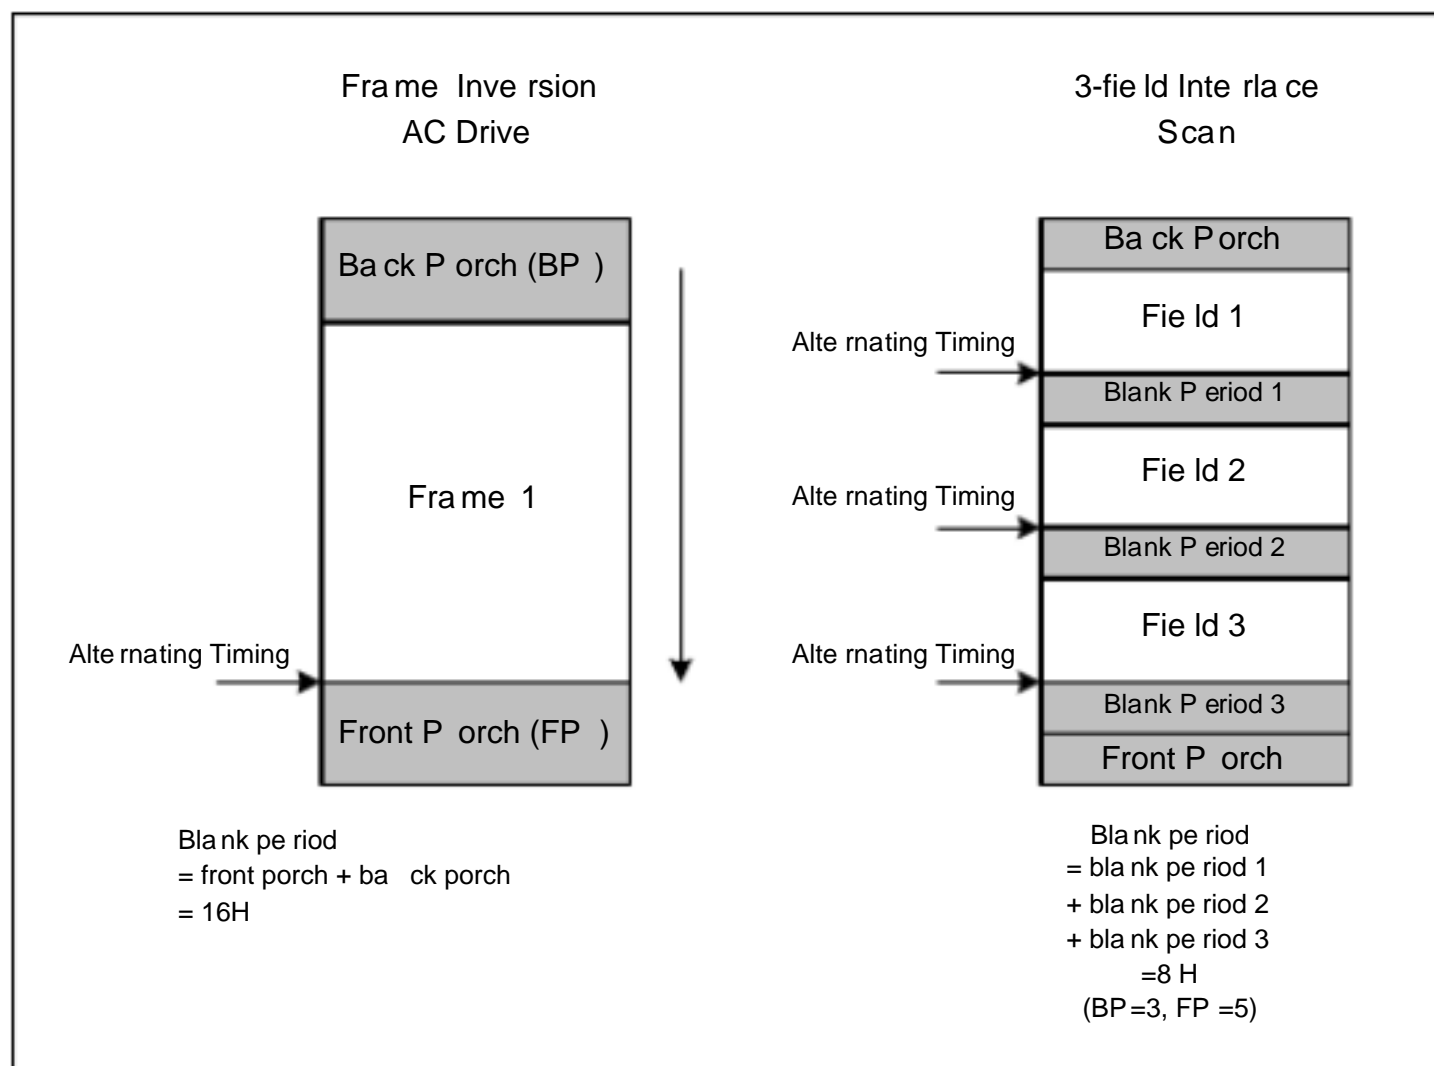 Frame Inversion
AC Drive
Back Porch (BP)
Frame 1
Alternating Timing
Front Porch (FP)
Blank period
= front porch + back porch
= 16H
3-field Interlace
Scan
Back Porch
Field 1
Alternating Timing
Blank Period 1
Field 2
Alternating Timing
Blank Period 2
Field 3
Alternating Timing
Blank Period 3
Front Porch
Blank period
= blank period 1
+ blank period 2
+ blank period 3
=8 H
(BP=3, FP=5)